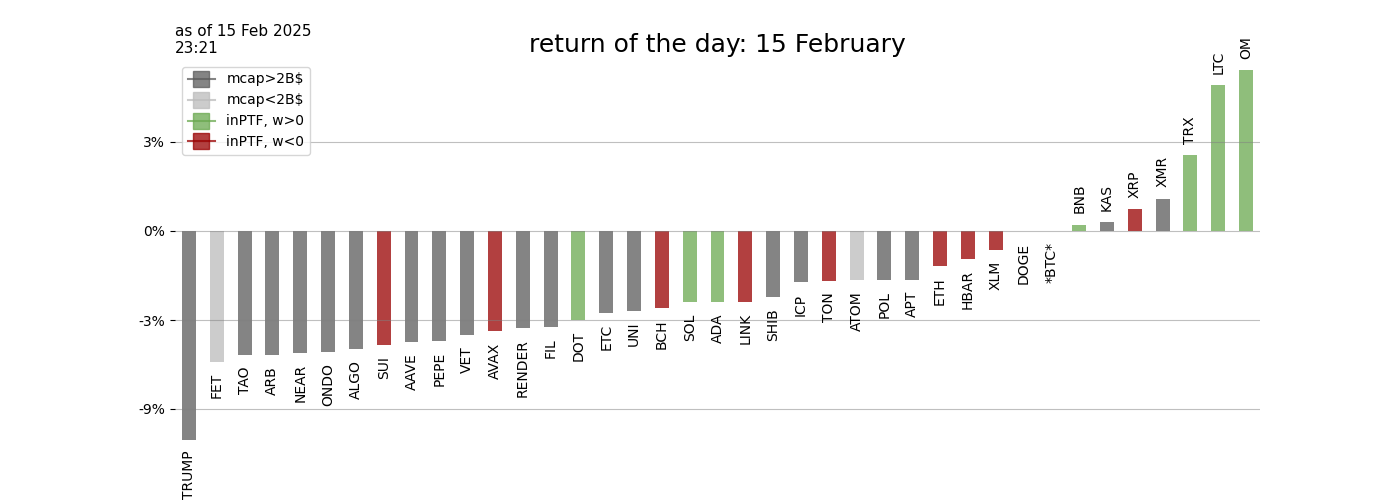 as of 15 Feb 2025
23:21
return of the day: 15 February
mcap>2B$
mcap<2B$
inPTF, w>0
inPTF, w<0
3%
0%
-3%
-9%
TRUMP
FET
TAO
ARB
NEAR
ONDO
ALGO
SUI
AAVE
PEPE
VET
AVAX
RENDER
FIL
DOT
ETC
UNI
BCH
SOL
ADA
LINK
SHIB
ICP
TON
ATOM
POL
APT
ETH
HBAR
XLM
DOGE
*BTC*
BNB
KAS
XRP
XMR
TRX
LTC
OM